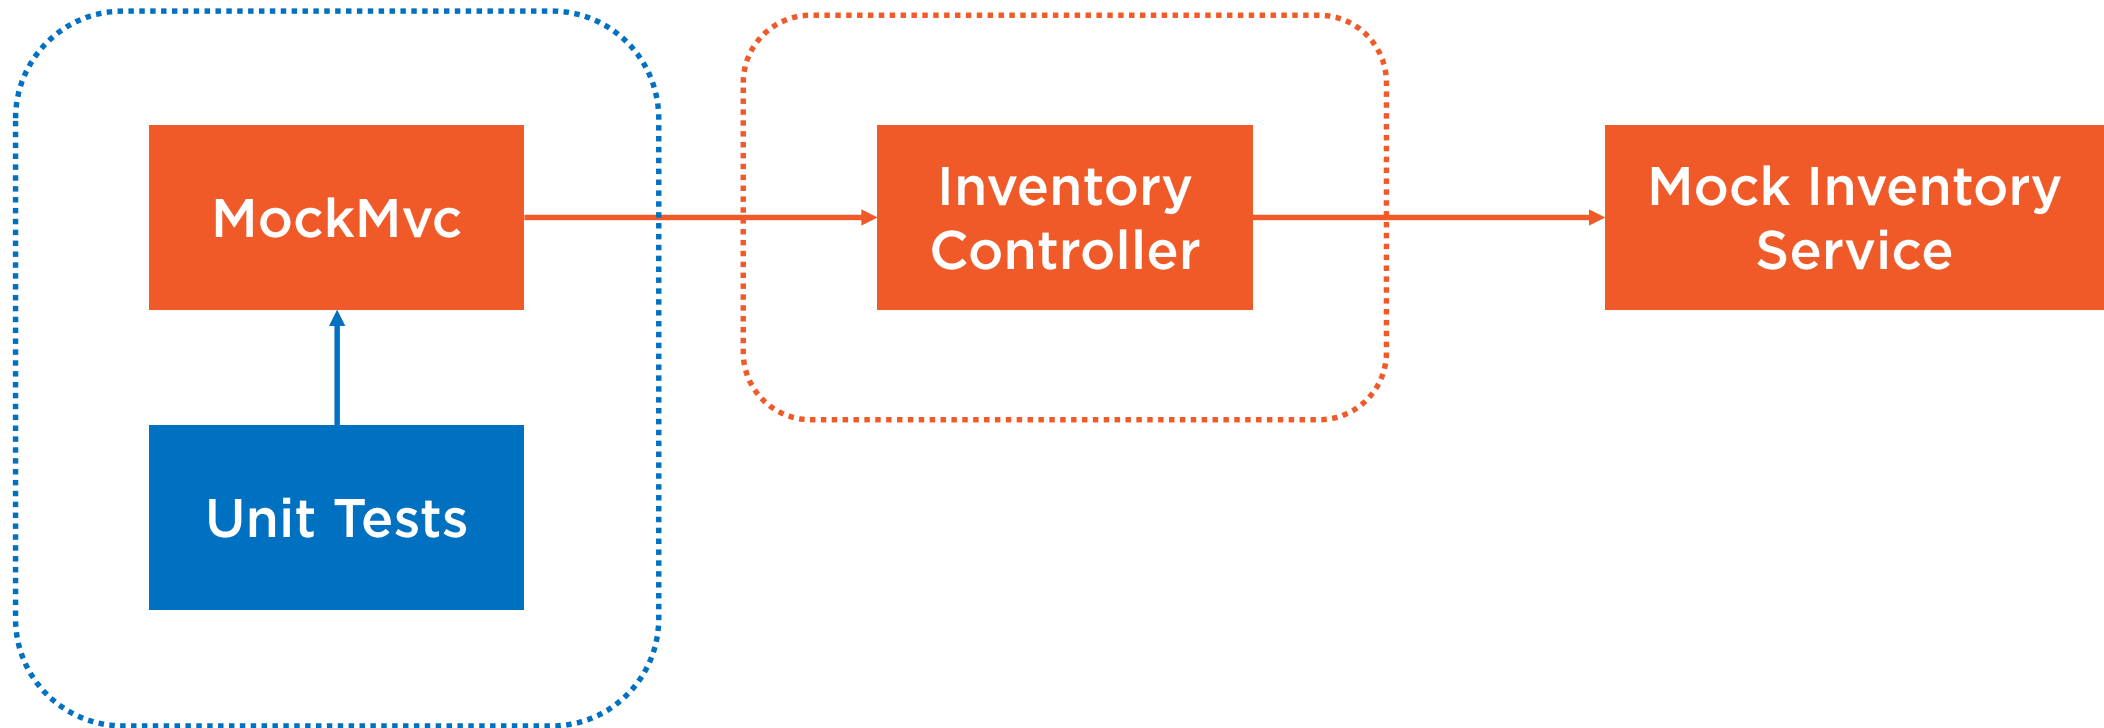 MockMvc
Inventory
Controller
Mock Inventory
Service
Unit Tests